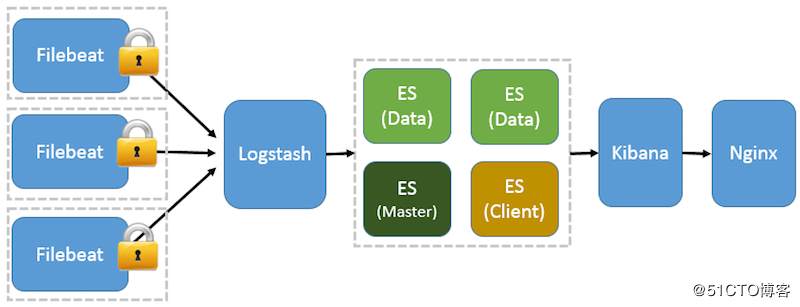 Filebeat
Filebeat
Filebeat
Logstash
ES
(Data)
ES
(Data)
ES
(Master)
ES
(Client)
Kibana
Nginx
@51CTO博客